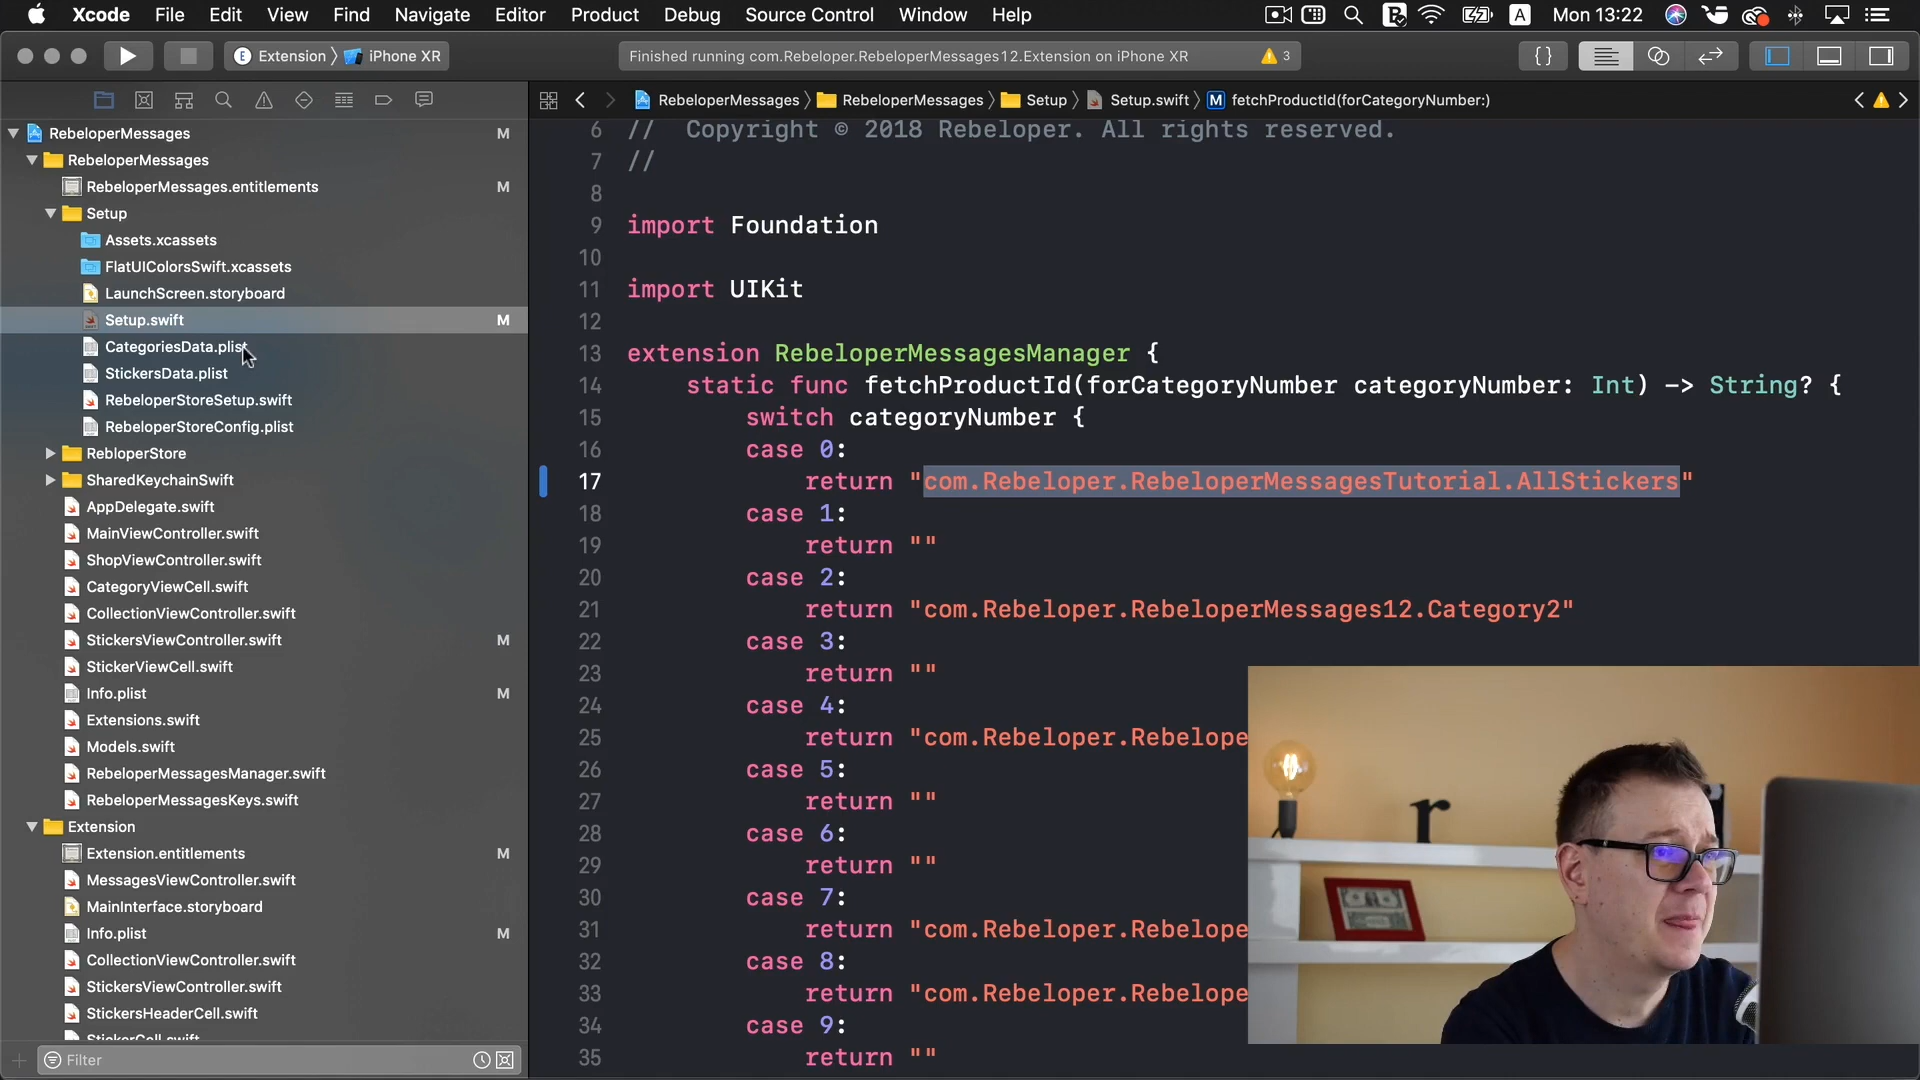 Xcode File Edit View Find Navigate Editor Product Debug Source Control Window Help A Mon 13:22
E Extension iPhone XR Finished running com.Rebeloper.RebeloperMessages12.Extension on iPhone XR 3 {}
RebeloperMessages RebeloperMessages Setup Setup.swift M fetchProductId(forCategoryNumber:)
RebeloperMessages M
RebeloperMessages
RebeloperMessages.entitlements M
Setup
Assets.xcassets
FlatUIColorsSwift.xcassets
LaunchScreen.storyboard
Setup.swift M
CategoriesData.plist
StickersData.plist
RebeloperStoreSetup.swift
RebeloperStoreConfig.plist
RebloperStore
SharedKeychainSwift
AppDelegate.swift
MainViewController.swift
ShopViewController.swift
CategoryViewCell.swift
CollectionViewController.swift
StickersViewController.swift M
StickerViewCell.swift
Info.plist M
Extensions.swift
Models.swift
RebeloperMessagesManager.swift
RebeloperMessagesKeys.swift
Extension
Extension.entitlements M
MessagesViewController.swift
MainInterface.storyboard
Info.plist M
CollectionViewController.swift
StickersViewController.swift
StickersHeaderCell.swift
StickerCell.swift
Filter
6 // Copyright © 2018 Rebeloper. All rights reserved.
7 //
8
9 import Foundation
10
11 import UIKit
12
13 extension RebeloperMessagesManager {
14 static func fetchProductId(forCategoryNumber categoryNumber: Int) -> String? {
15 switch categoryNumber {
16 case 0:
17 return "com.Rebeloper.RebeloperMessagesTutorial.AllStickers"
18 case 1:
19 return ""
20 case 2:
21 return "com.Rebeloper.RebeloperMessages12.Category2"
22 case 3:
23 return ""
24 case 4:
25 return "com.Rebeloper.Rebelope
26 case 5:
27 return ""
28 case 6:
29 return ""
30 case 7:
31 return "com.Rebeloper.Rebelope
32 case 8:
33 return "com.Rebeloper.Rebelope
34 case 9:
35 return ""
r